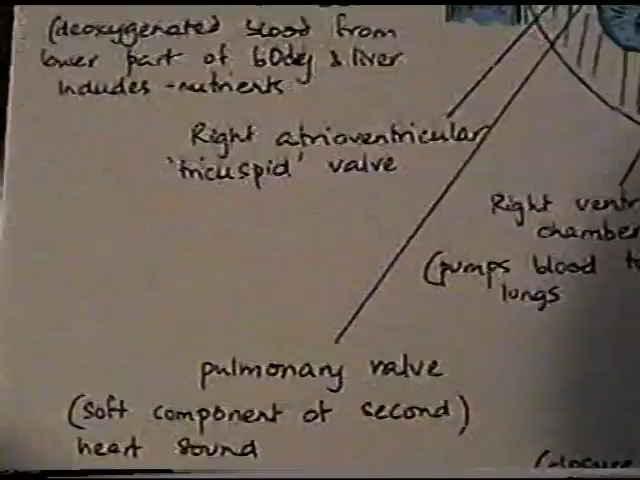 (deoxygenated blood from
lower part of body & liver
includes -nutrients
Right atrioventricular
'tricuspid' valve
Right ventr
chamber
(pumps blood to
lungs
pulmonary valve
(soft component of second)
heart sound
(closure